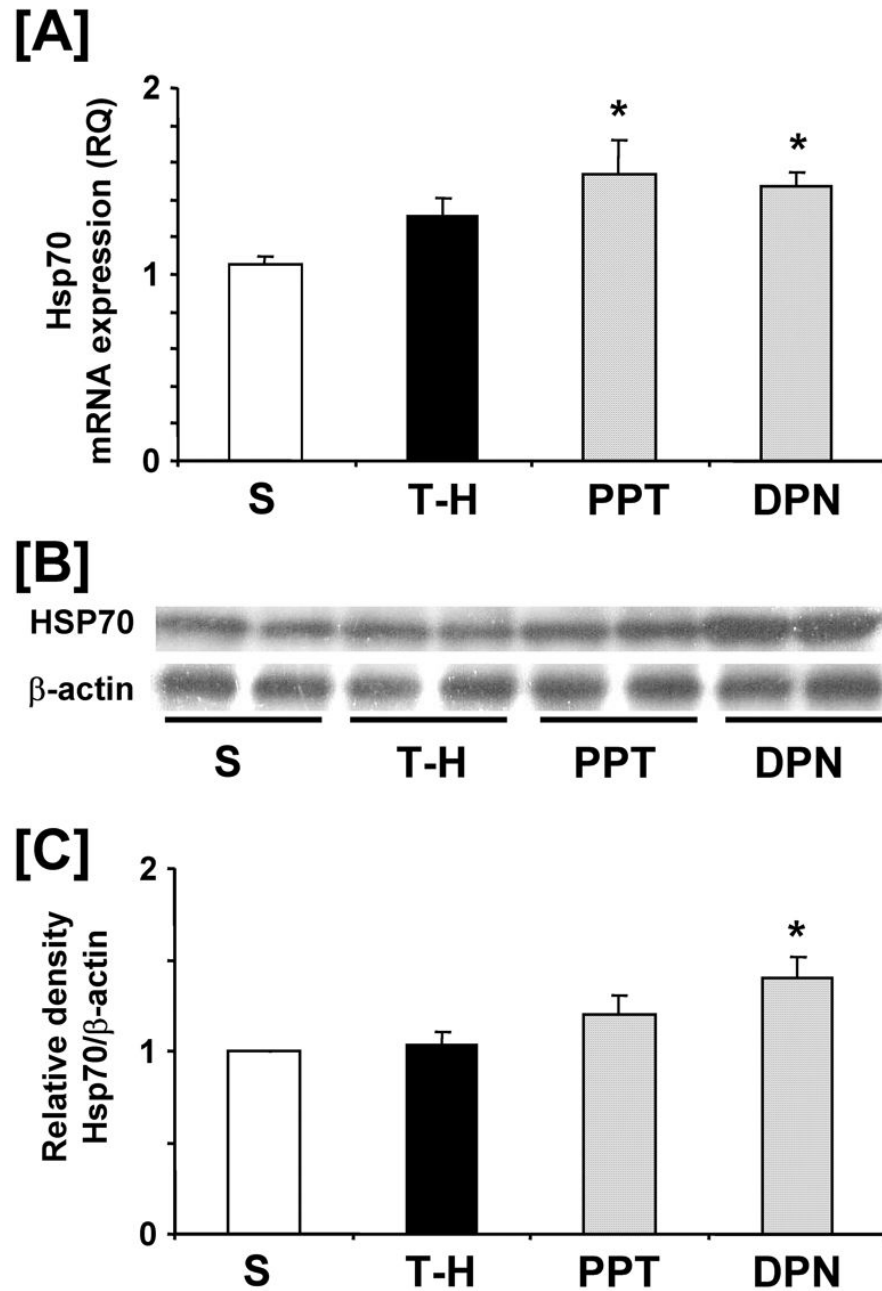 [A]
Hsp70
mRNA expression (RQ)
2
1
0
*
*
S T-H PPT DPN
[B]
HSP70
β-actin
S T-H PPT DPN
[C]
Relative density
Hsp70/β-actin
2
1
0
*
S T-H PPT DPN